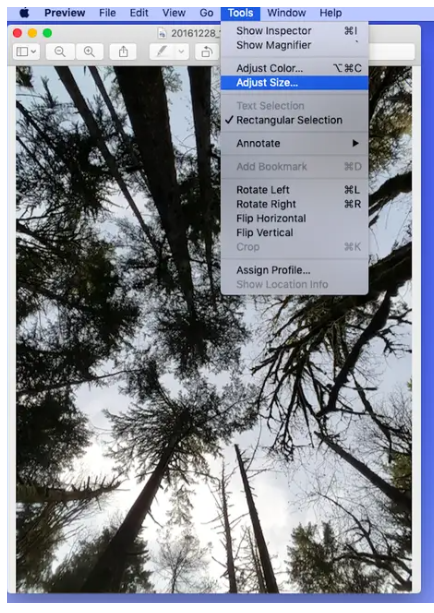 Preview File Edit View Go Tools Window Help
20161228_
Show Inspector ⌘I
Show Magnifier `
Adjust Color... ⌥⌘C
Adjust Size...
Text Selection
✓ Rectangular Selection
Annotate ▶
Add Bookmark ⌘D
Rotate Left ⌘L
Rotate Right ⌘R
Flip Horizontal
Flip Vertical
Crop ⌘K
Assign Profile...
Show Location Info